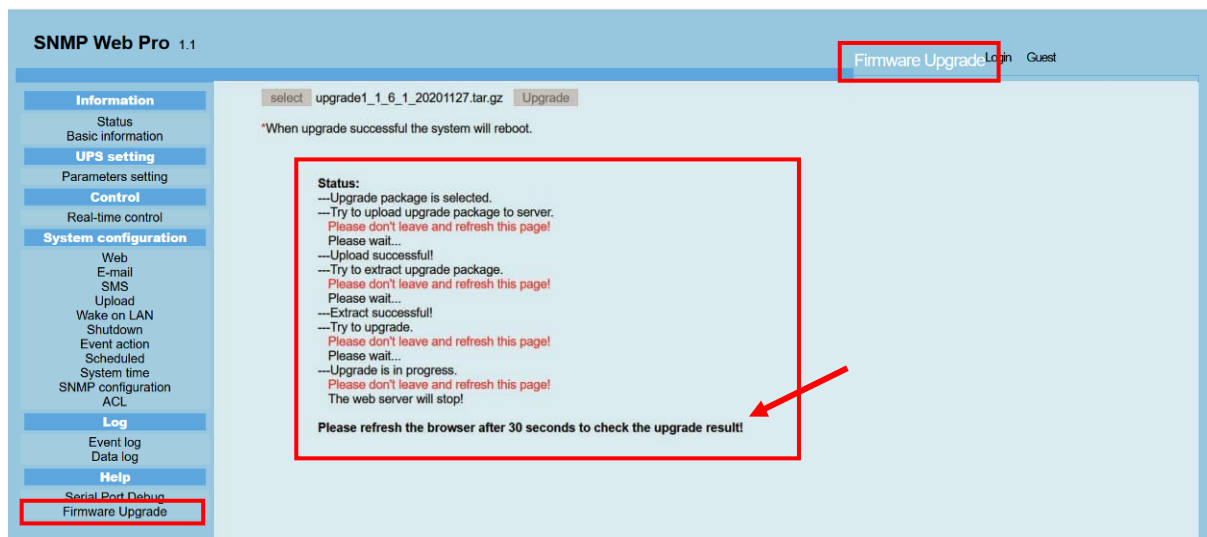 SNMP Web Pro 1.1
Firmware Upgrade Login Guest
Information
Status
Basic information
UPS setting
Parameters setting
Control
Real-time control
System configuration
Web
E-mail
SMS
Upload
Wake on LAN
Shutdown
Event action
Scheduled
System time
SNMP configuration
ACL
Log
Event log
Data log
Help
Serial Port Debug
Firmware Upgrade
select upgrade1_1_6_1_20201127.tar.gz Upgrade
*When upgrade successful the system will reboot.
Status:
---Upgrade package is selected.
---Try to upload upgrade package to server.
Please don't leave and refresh this page!
Please wait...
---Upload successful!
---Try to extract upgrade package.
Please don't leave and refresh this page!
Please wait...
---Extract successful!
---Try to upgrade.
Please don't leave and refresh this page!
Please wait...
---Upgrade is in progress.
Please don't leave and refresh this page!
The web server will stop!
Please refresh the browser after 30 seconds to check the upgrade result!